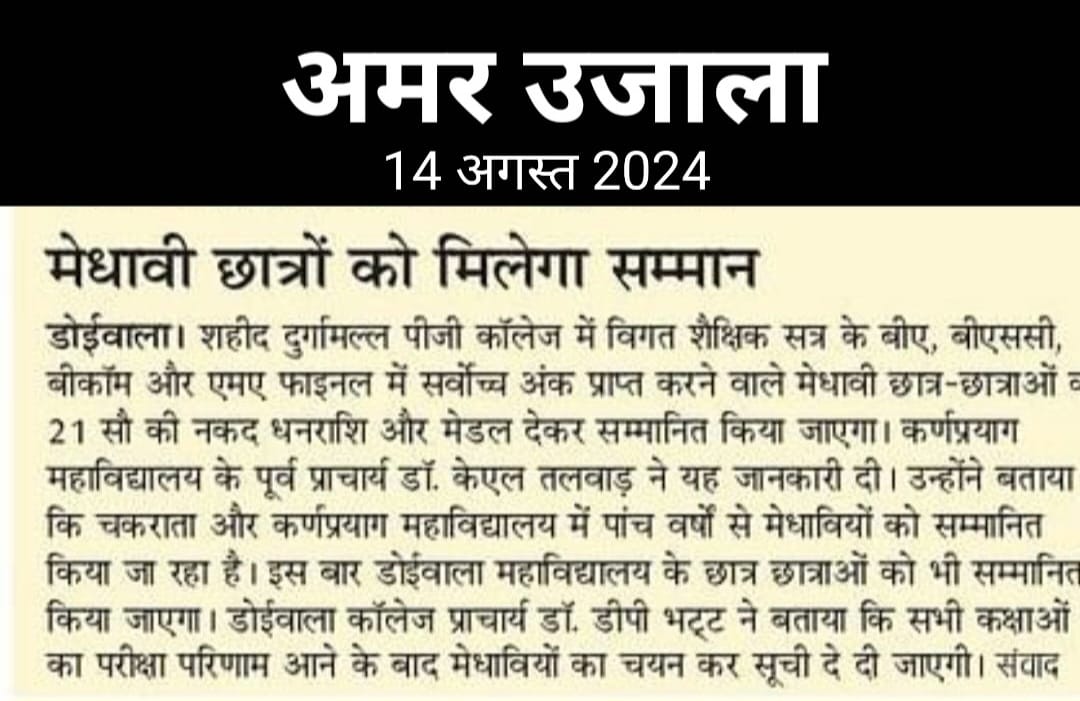 अमर उजाला
14 अगस्त 2024
मेधावी छात्रों को मिलेगा सम्मान
डोईवाला। शहीद दुर्गामल्ल पीजी कॉलेज में विगत शैक्षिक सत्र के बीए, बीएससी,
बीकॉम और एमए फाइनल में सर्वोच्च अंक प्राप्त करने वाले मेधावी छात्र-छात्राओं
21 सौ की नकद धनराशि और मेडल देकर सम्मानित किया जाएगा। कर्णप्रयाग
महाविद्यालय के पूर्व प्राचार्य डॉ. केएल तलवाड़ ने यह जानकारी दी। उन्होंने बताया
कि चकराता और कर्णप्रयाग महाविद्यालय में पांच वर्षों से मेधावियों को सम्मानित
किया जा रहा है। इस बार डोईवाला महाविद्यालय के छात्र छात्राओं को भी सम्मानित
किया जाएगा। डोईवाला कॉलेज प्राचार्य डॉ. डीपी भट्ट ने बताया कि सभी कक्षाओं
का परीक्षा परिणाम आने के बाद मेधावियों का चयन कर सूची दे दी जाएगी। संवाद